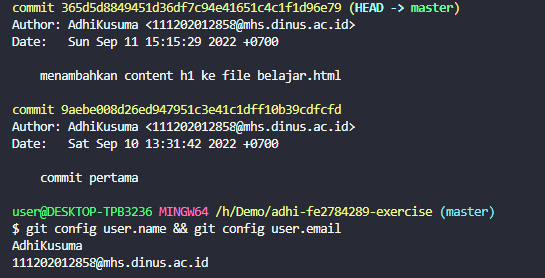 commit 365d5d8849451d36df7c94e41651c4c1f1d96e79 (HEAD -> master)
Author: AdhiKusuma <111202012858@mhs.dinus.ac.id>
Date:   Sun Sep 11 15:15:29 2022 +0700
    menambahkan content h1 ke file belajar.html
commit 9aebe008d26ed947951c3e41c1dff10b39cdfcfd
Author: AdhiKusuma <111202012858@mhs.dinus.ac.id>
Date:   Sat Sep 10 13:31:42 2022 +0700
    commit pertama
user@DESKTOP-TPB3236 MINGW64 /h/Demo/adhi-fe2784289-exercise (master)
$ git config user.name && git config user.email
AdhiKusuma
111202012858@mhs.dinus.ac.id